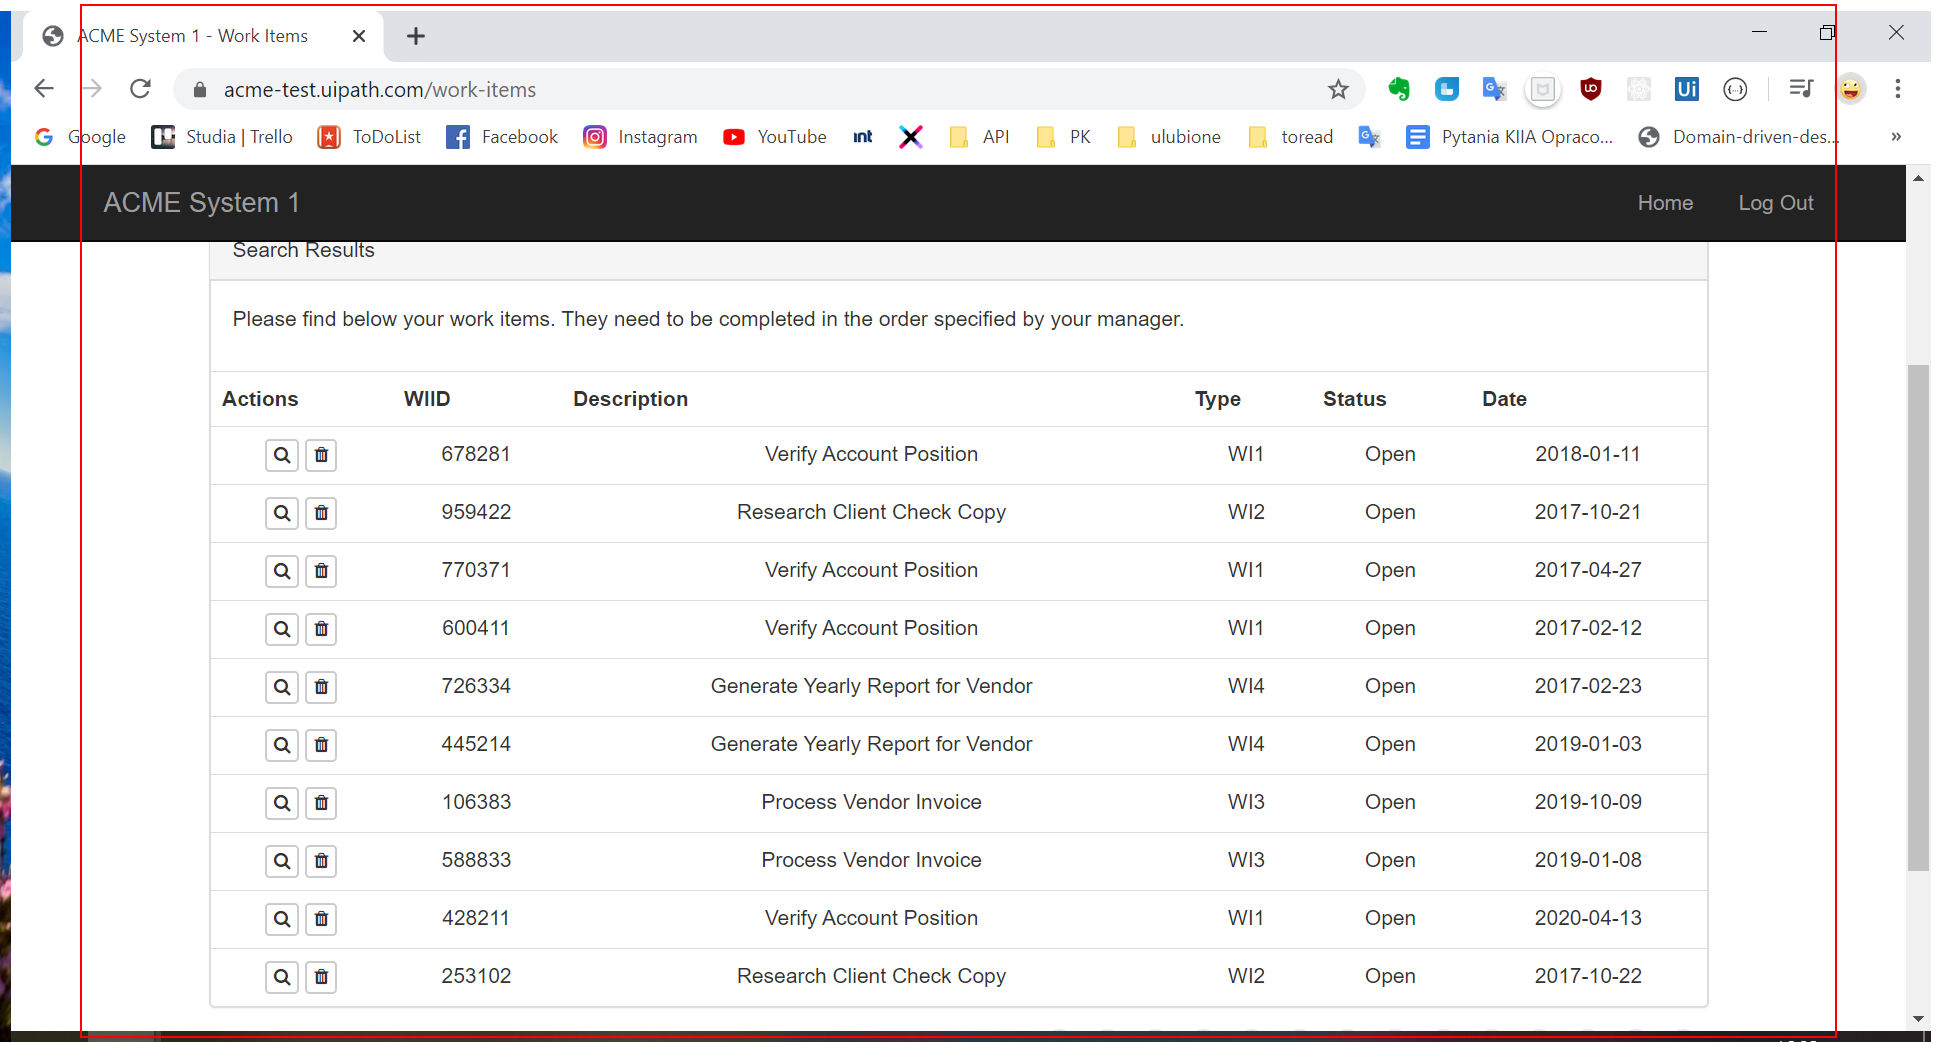 ACME System 1 - Work Items
acme-test.uipath.com/work-items
Google Studia | Trello ToDoList Facebook Instagram YouTube int API PK ulubione toread Pytania KIIA Opraco... Domain-driven-des... »
ACME System 1 Home Log Out
Search Results
Please find below your work items. They need to be completed in the order specified by your manager.
Actions WIID Description Type Status Date
678281 Verify Account Position WI1 Open 2018-01-11
959422 Research Client Check Copy WI2 Open 2017-10-21
770371 Verify Account Position WI1 Open 2017-04-27
600411 Verify Account Position WI1 Open 2017-02-12
726334 Generate Yearly Report for Vendor WI4 Open 2017-02-23
445214 Generate Yearly Report for Vendor WI4 Open 2019-01-03
106383 Process Vendor Invoice WI3 Open 2019-10-09
588833 Process Vendor Invoice WI3 Open 2019-01-08
428211 Verify Account Position WI1 Open 2020-04-13
253102 Research Client Check Copy WI2 Open 2017-10-22